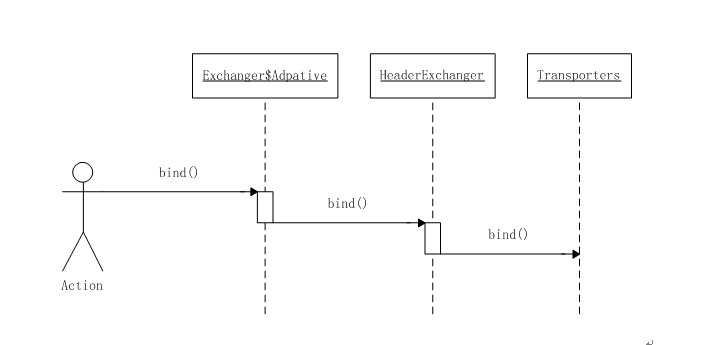 Exchanger$Adpative
HeaderExchanger
Transporters
bind()
bind()
bind()
Action